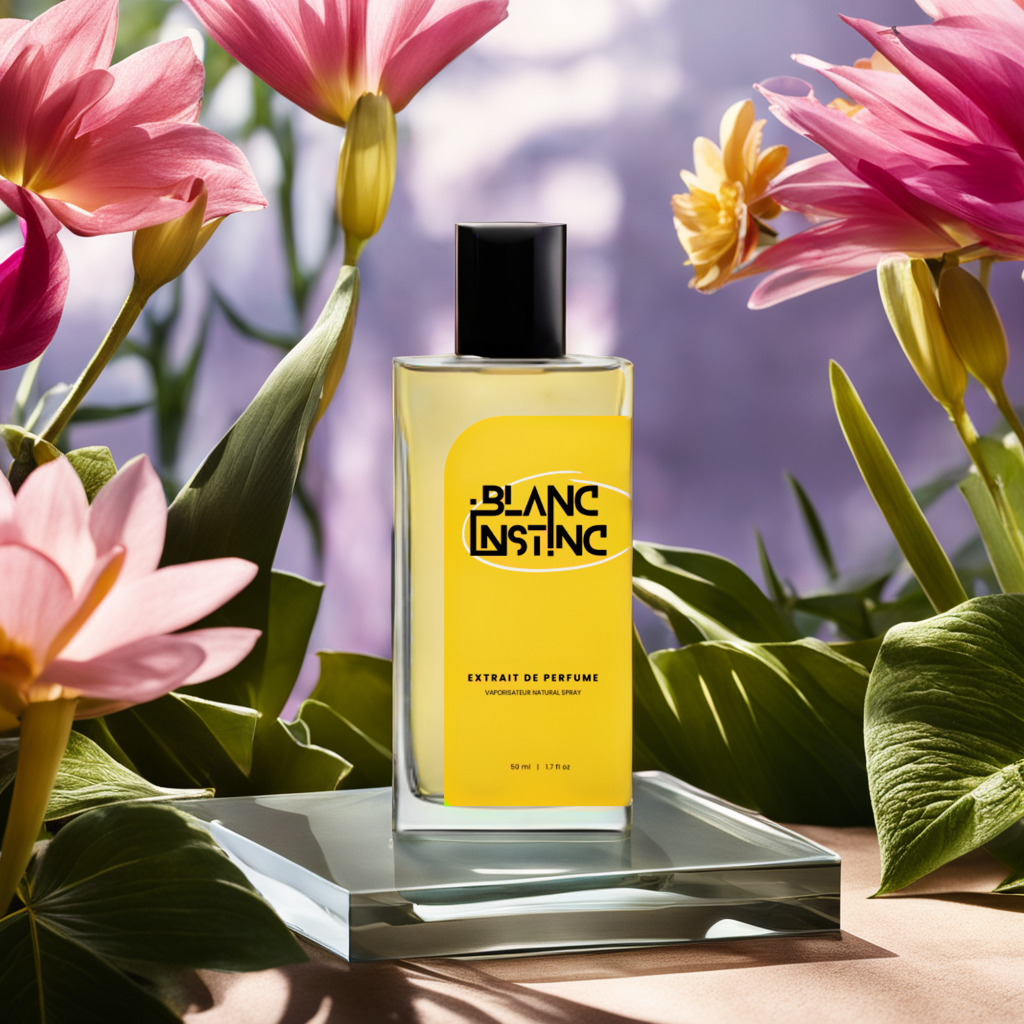 BLANC
INSTINC
EXTRAIT DE PERFUME
VAPORISATEUR NATURAL SPRAY
50 ml | 1.7 fl oz